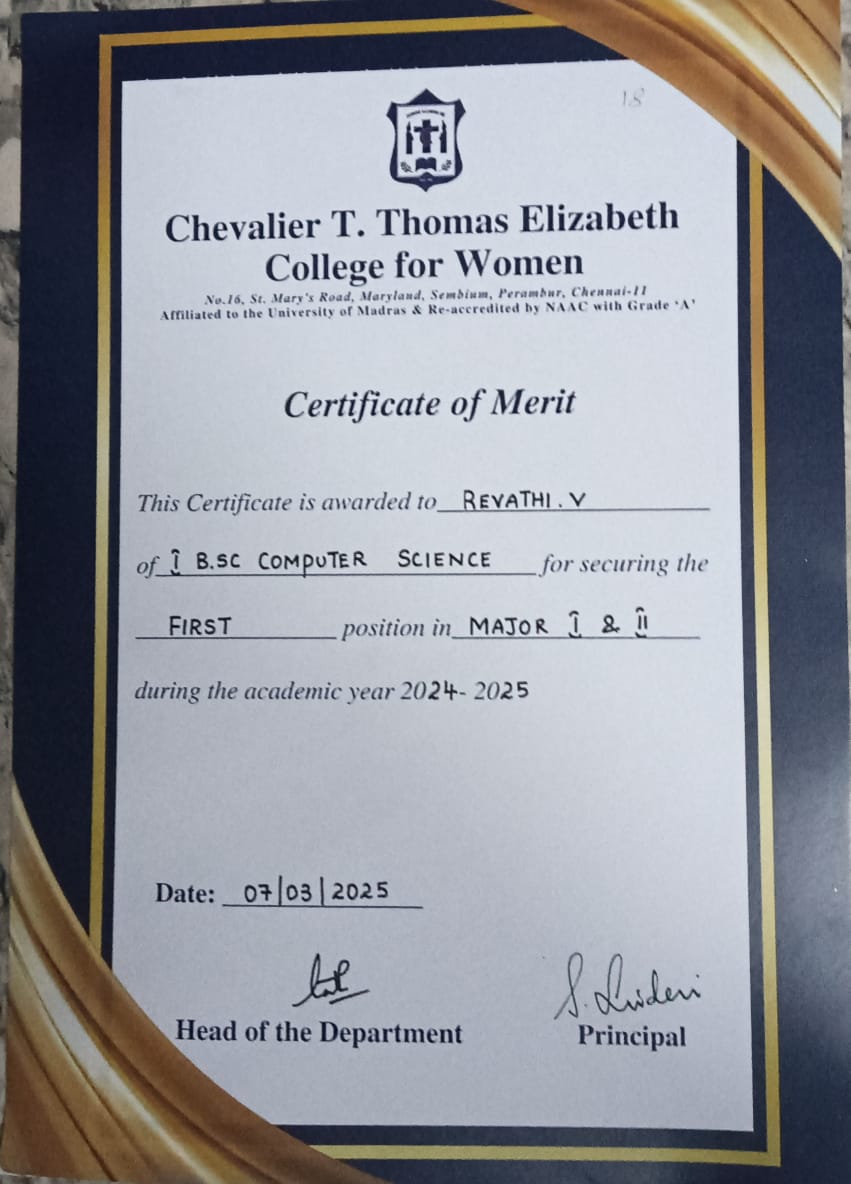 18
Chevalier T. Thomas Elizabeth
College for Women
No.16, St. Mary's Road, Maryland, Sembium, Perambur, Chennai-11
Affiliated to the University of Madras & Re-accredited by NAAC with Grade 'A'
Certificate of Merit
This Certificate is awarded to REVATHI. V
of I B.SC COMPUTER SCIENCE for securing the
FIRST position in MAJOR I & II
during the academic year 2024-2025
Date: 07/03/2025
Head of the Department
Principal